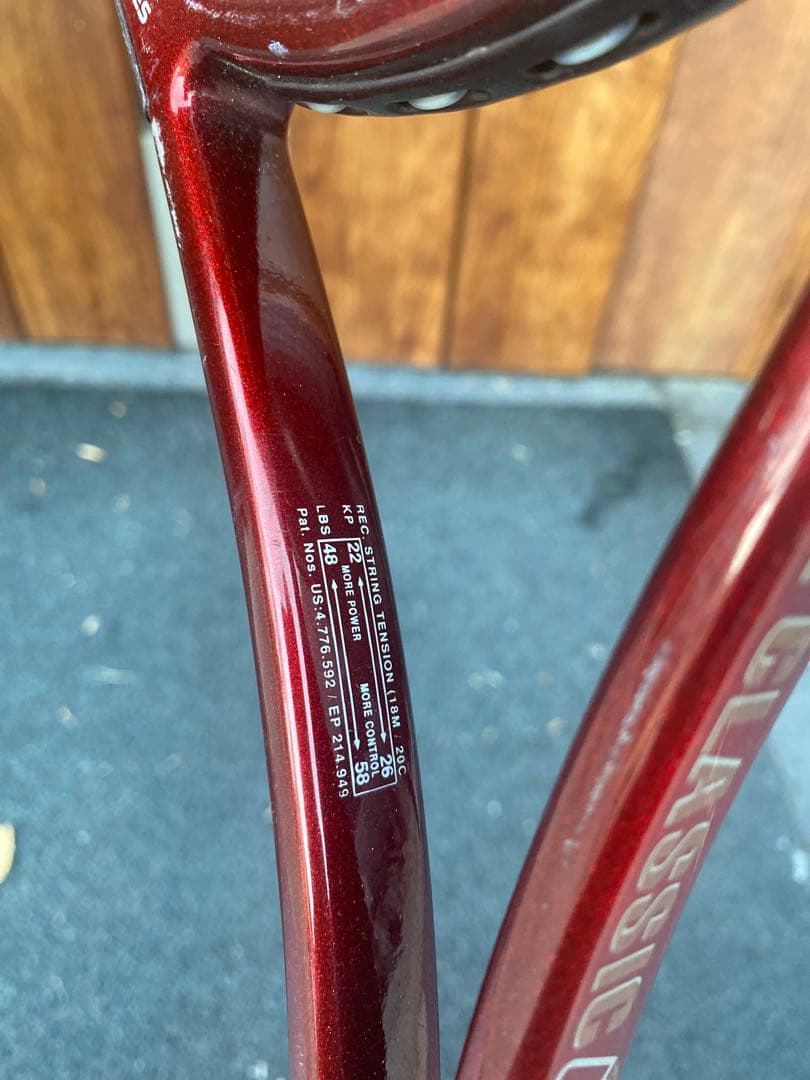 ES
REC. STRING TENSION (18M / 20C
KP 22 26
MORE POWER MORE CONTROL
LBS 48 58
Pat. Nos. US:4.776.592 / EP 214.949
CLASSIC